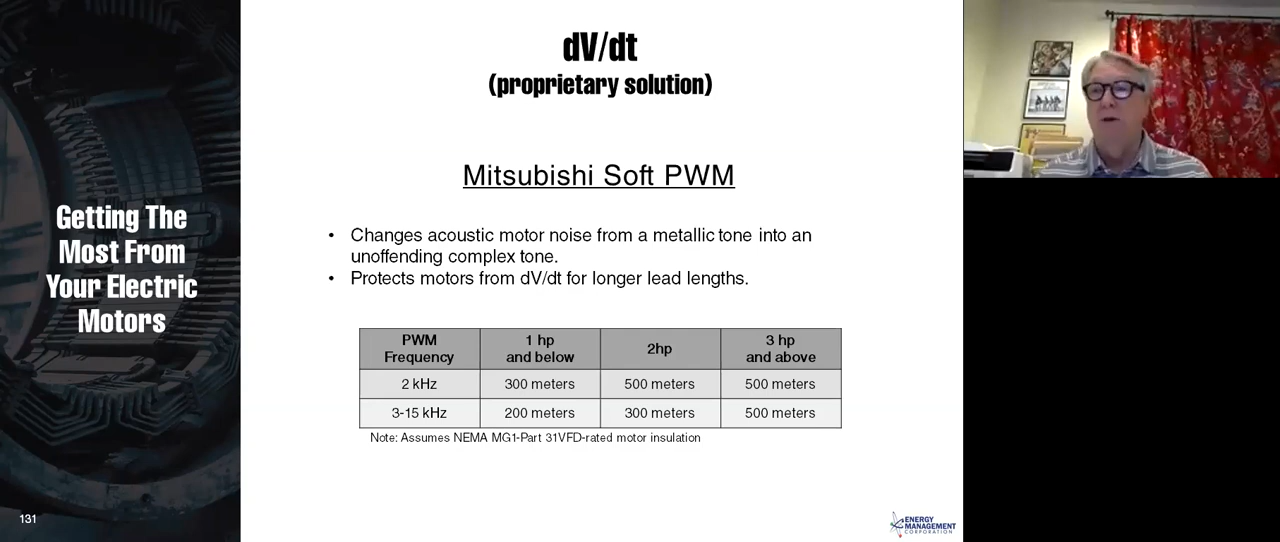 dV/dt
(proprietary solution)
Mitsubishi Soft PWM
• Changes acoustic motor noise from a metallic tone into an
unoffending complex tone.
• Protects motors from dV/dt for longer lead lengths.
PWM Frequency 1 hp and below 2hp 3 hp and above
2 kHz 300 meters 500 meters 500 meters
3-15 kHz 200 meters 300 meters 500 meters
Note: Assumes NEMA MG1-Part 31VFD-rated motor insulation
Getting The
Most From
Your Electric
Motors
131
ENERGY
MANAGEMENT
CORPORATION